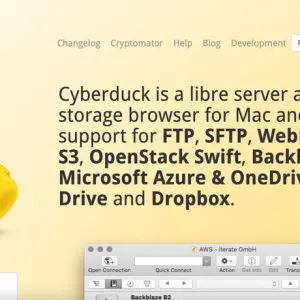 Changelog Cryptomator Help Blog Development
Cyberduck is a libre server a
storage browser for Mac and
support for FTP, SFTP, Web
S3, OpenStack Swift, Backb
Microsoft Azure & OneDriv
Drive and Dropbox.
AWS – iterate GmbH
Open Connection Quick Connect Action Get Info Edit Tra
Backblaze B2